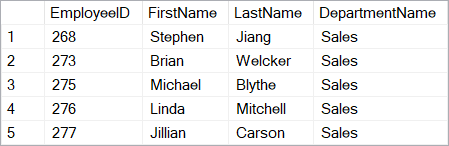 EmployeeID FirstName LastName DepartmentName
1 268 Stephen Jiang Sales
2 273 Brian Welcker Sales
3 275 Michael Blythe Sales
4 276 Linda Mitchell Sales
5 277 Jillian Carson Sales